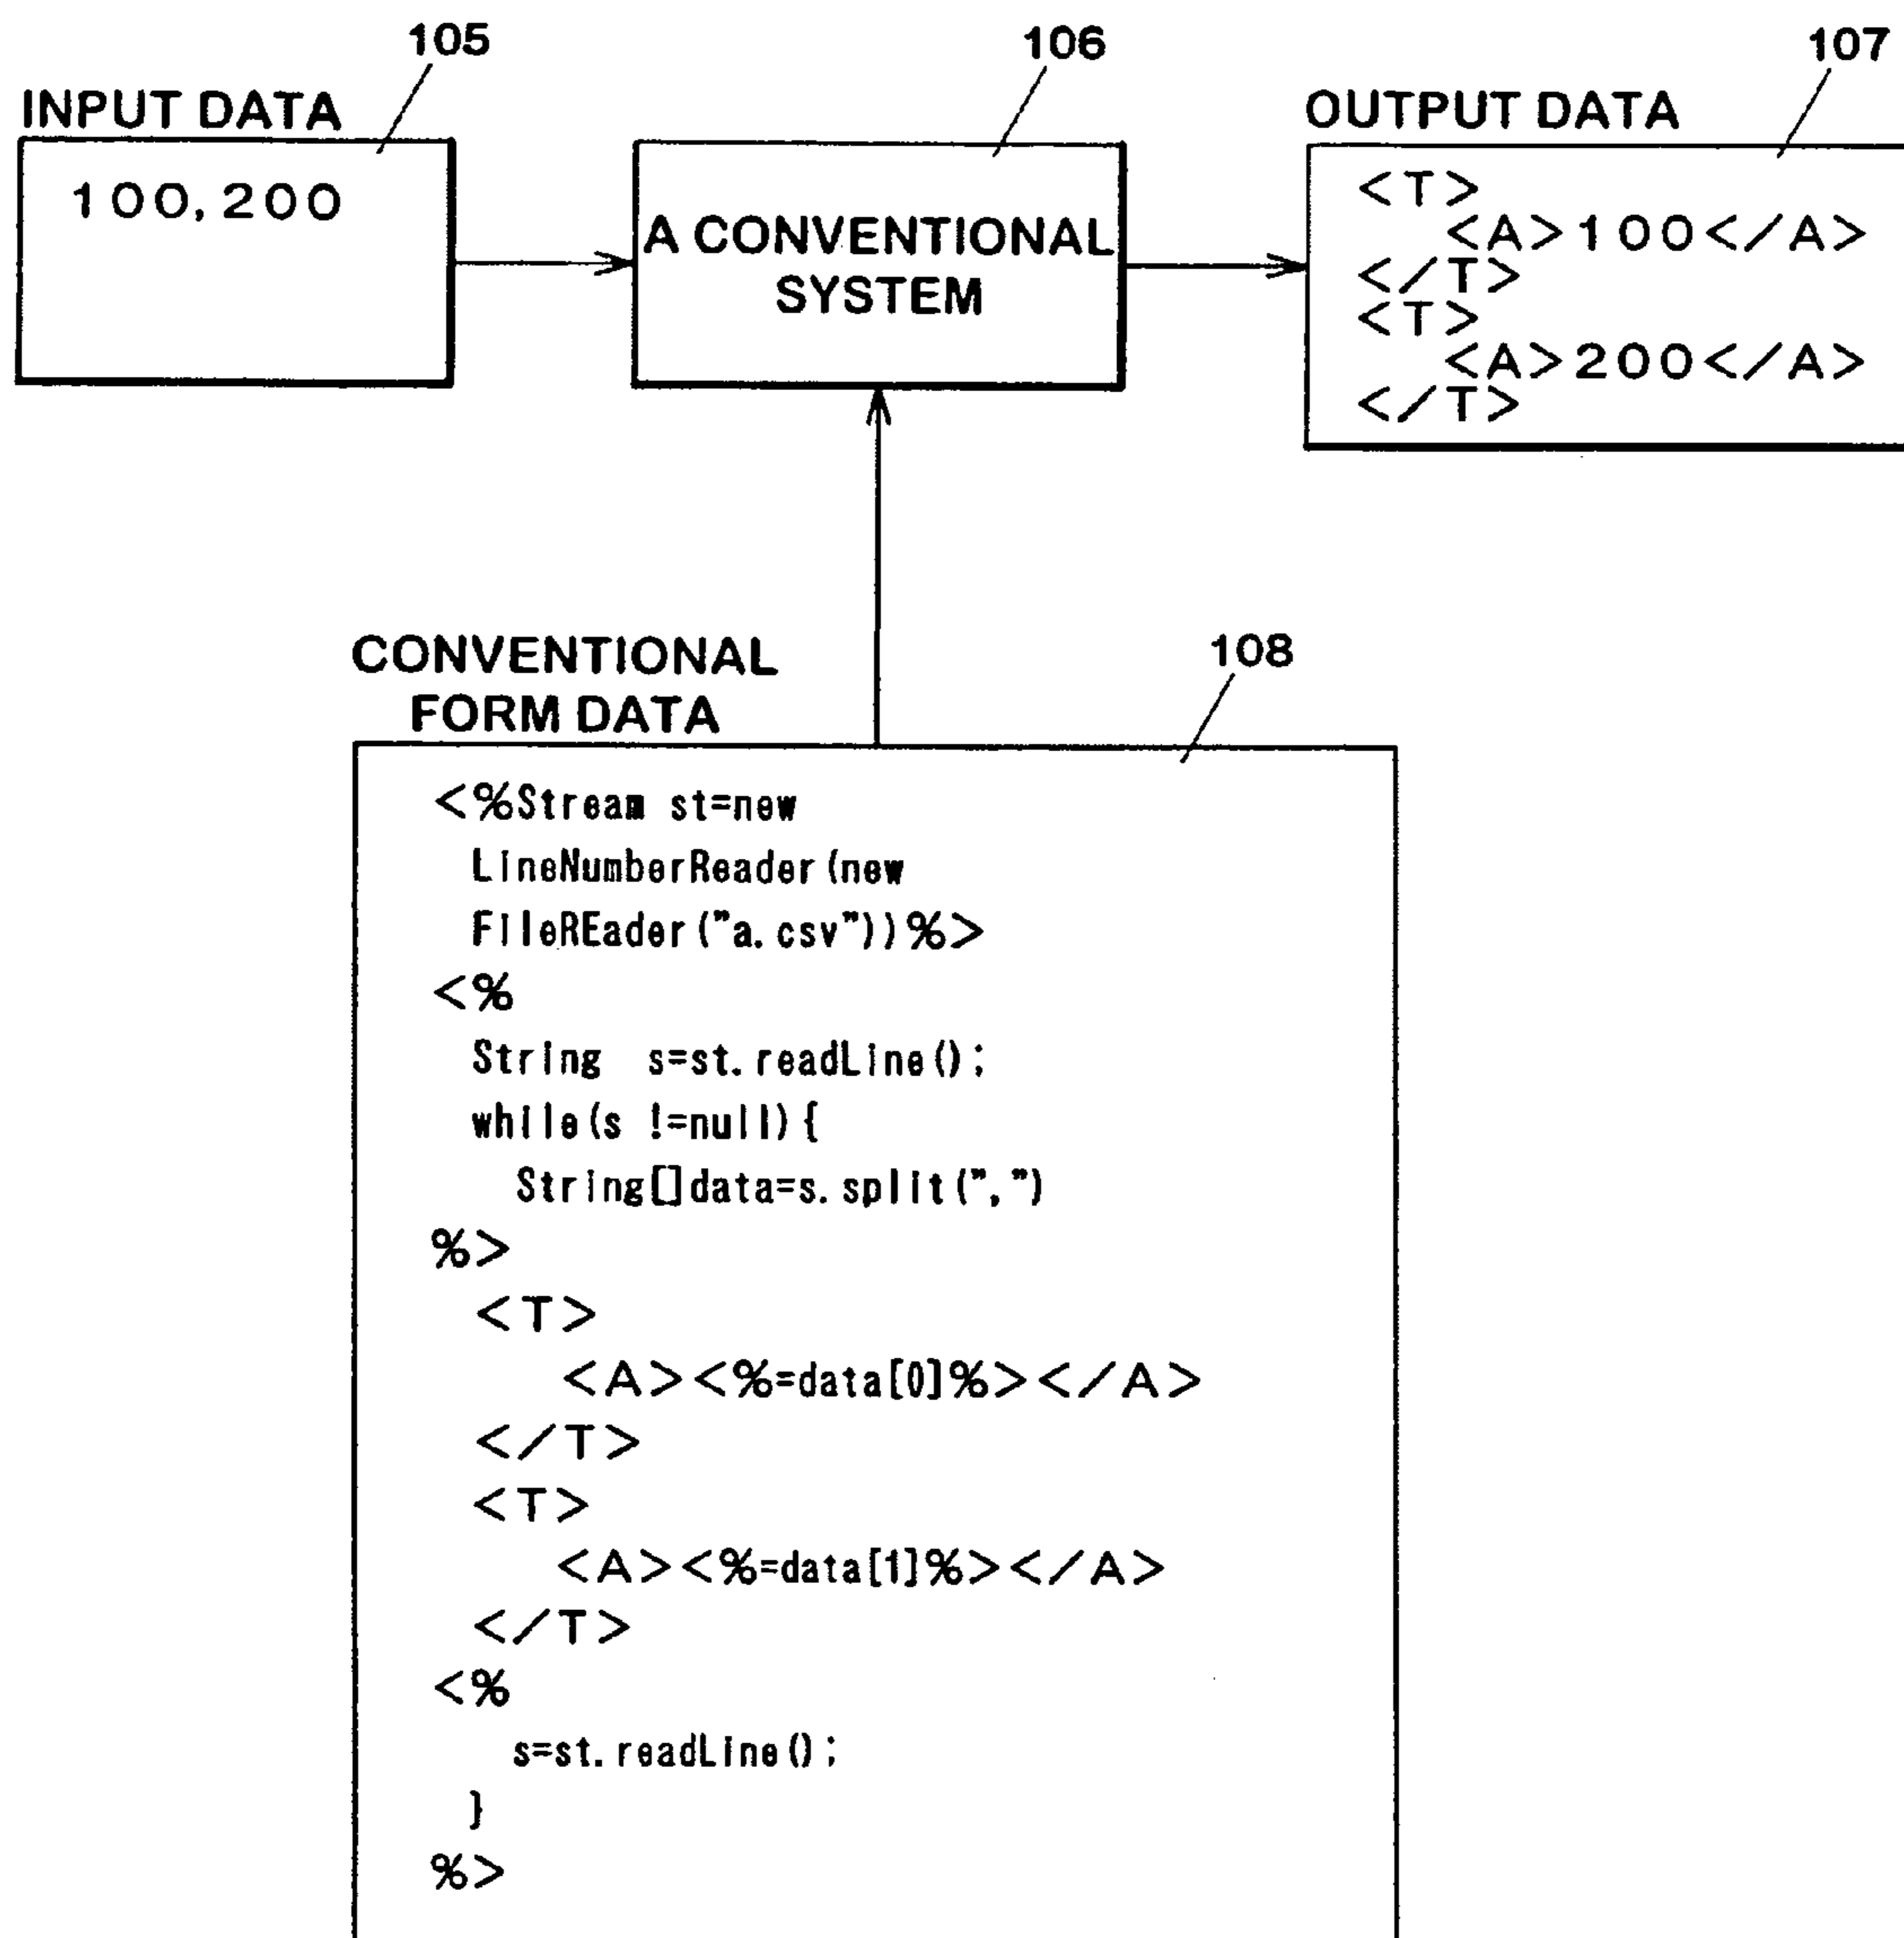 105
INPUT DATA
100,200
106
A CONVENTIONAL
SYSTEM
107
OUTPUT DATA
<T>
<A>100</A>
</T>
<T>
<A>200</A>
</T>
CONVENTIONAL
FORM DATA
108
<%Stream st=new
LineNumberReader(new
FileREader("a.csv"))%>
<%
String s=st.readLine();
while(s !=null){
String[]data=s.split(",")
%>
<T>
<A><%=data[0]%></A>
</T>
<T>
<A><%=data[1]%></A>
</T>
<%
s=st.readLine();
}
%>